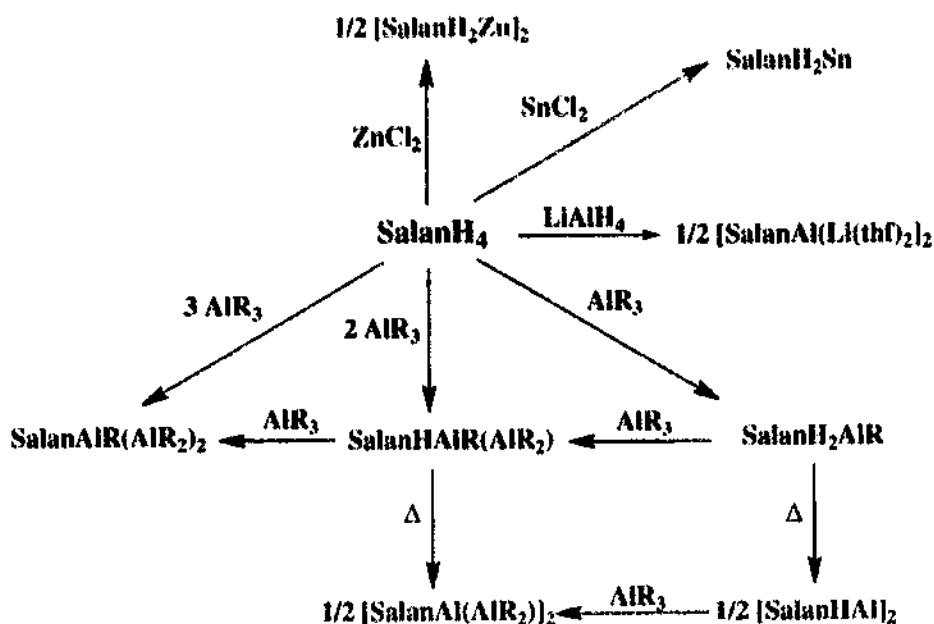 1/2 [SalanH₂Zu]₂
SalanH₂Sn
SnCl₂
ZnCl₂
LiAlH₄
SalanH₄
1/2 [SalanAl(Li(thf)₂]₂
3 AlR₃
2 AlR₃
AlR₃
AlR₃
AlR₃
SalanAlR(AlR₂)₂
SalanHAlR(AlR₂)
SalanH₂AlR
Δ
Δ
AlR₃
1/2 [SalanAl(AlR₂)]₂
1/2 [SalanHAl]₂